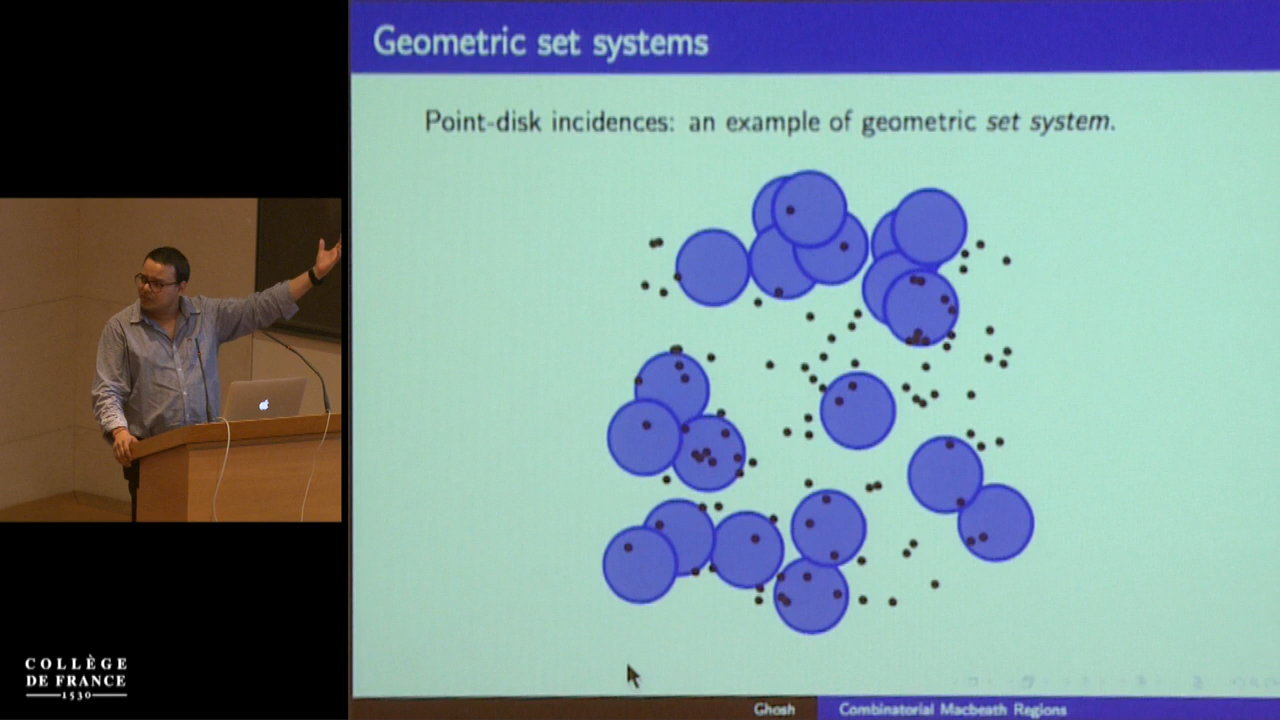 Geometric set systems
Point-disk incidences: an example of geometric set system.
COLLÈGE
DE FRANCE
1530
Ghosh
Combinatorial Macbeath Regions